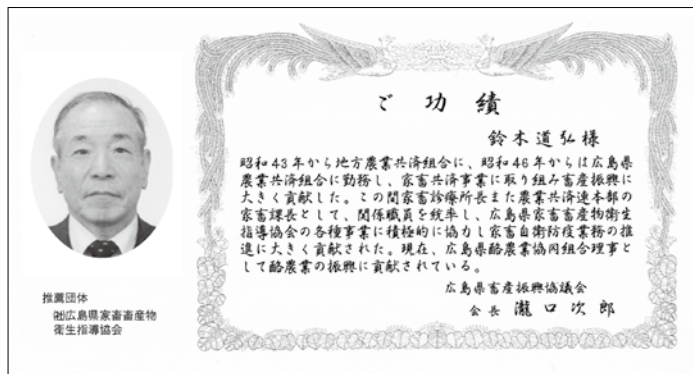 ご功績
鈴木道弘様
昭和43年から地方農業共済組合に、昭和46年からは広島県
農業共済組合に勤務し、家畜共済事業に取り組み畜産振興に
大きく貢献した。この間家畜診療所長また農業共済連本部の
家畜課長として、関係職員を統率し、広島県家畜畜産物衛生
指導協会の各種事業に積極的に協力し家畜自衛防疫業務の推
進に大きく貢献された。現在、広島県酪農業協同組合理事と
して酪農業の振興に貢献されている。
広島県畜産振興協議会
会長 瀧口次郎
推薦団体
㈳広島県家畜畜産物
衛生指導協会